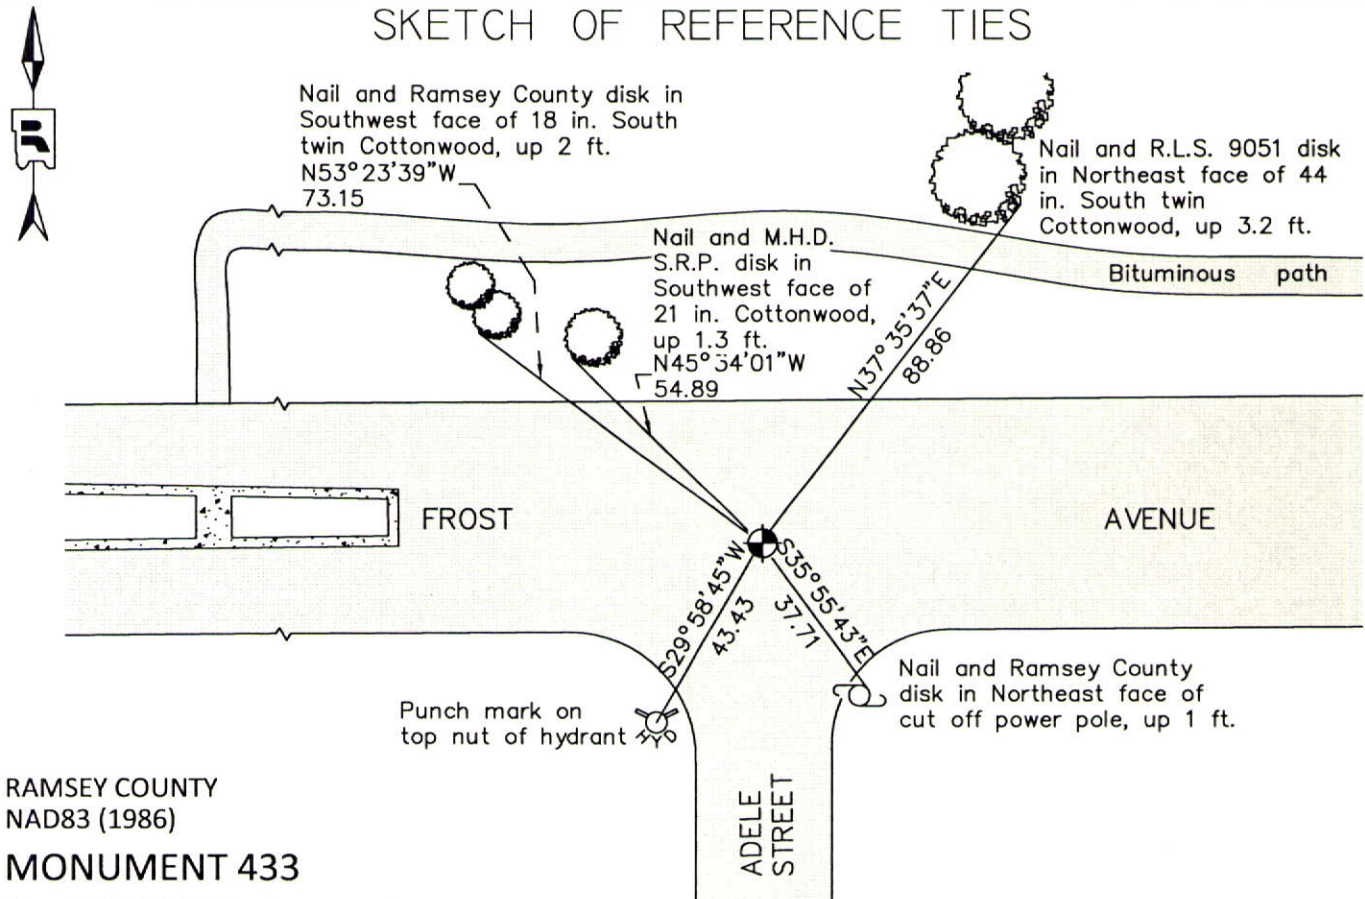 SKETCH OF REFERENCE TIES
Nail and Ramsey County disk in
Southwest face of 18 in. South
twin Cottonwood, up 2 ft.
N53°23'39"W
73.15
Nail and R.L.S. 9051 disk
in Northeast face of 44
in. South twin
Cottonwood, up 3.2 ft.
Nail and M.H.D.
S.R.P. disk in
Southwest face of
21 in. Cottonwood,
up 1.3 ft.
N45°34'01"W
54.89
Bituminous path
N37°35'37"E
88.86
R
FROST AVENUE
S29°58'45"W
43.43
S35°55'43"E
37.71
Nail and Ramsey County
disk in Northeast face of
cut off power pole, up 1 ft.
Punch mark on
top nut of hydrant
HYD
ADELE
STREET
RAMSEY COUNTY
NAD83 (1986)
MONUMENT 433